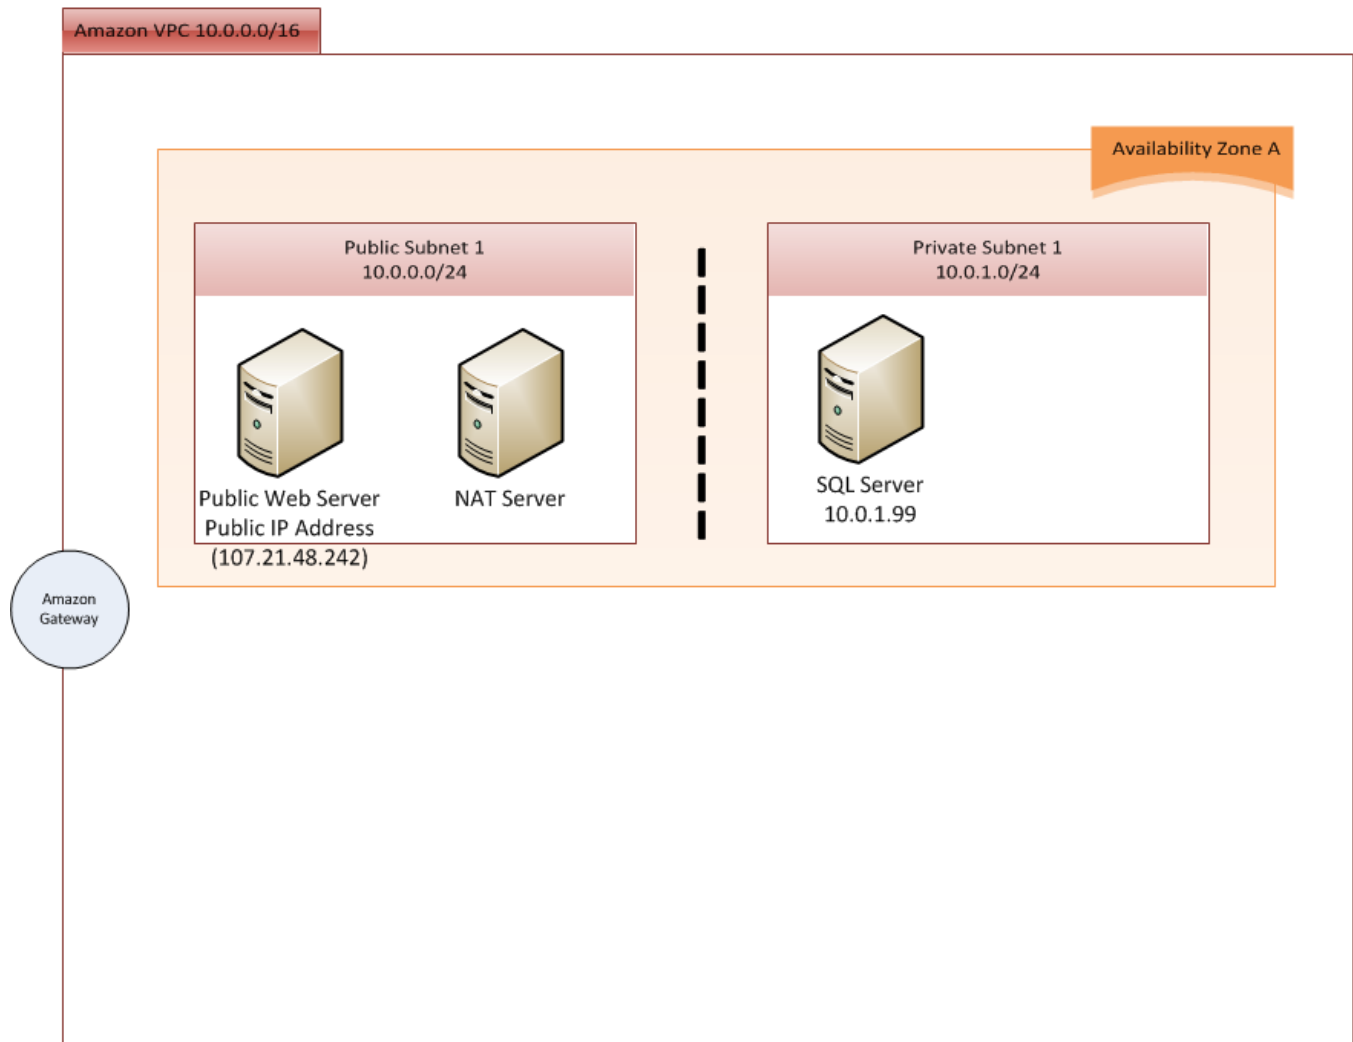 Amazon VPC 10.0.0.0/16
Availability Zone A
Public Subnet 1
10.0.0.0/24
Private Subnet 1
10.0.1.0/24
Public Web Server
Public IP Address
(107.21.48.242)
NAT Server
SQL Server
10.0.1.99
Amazon
Gateway